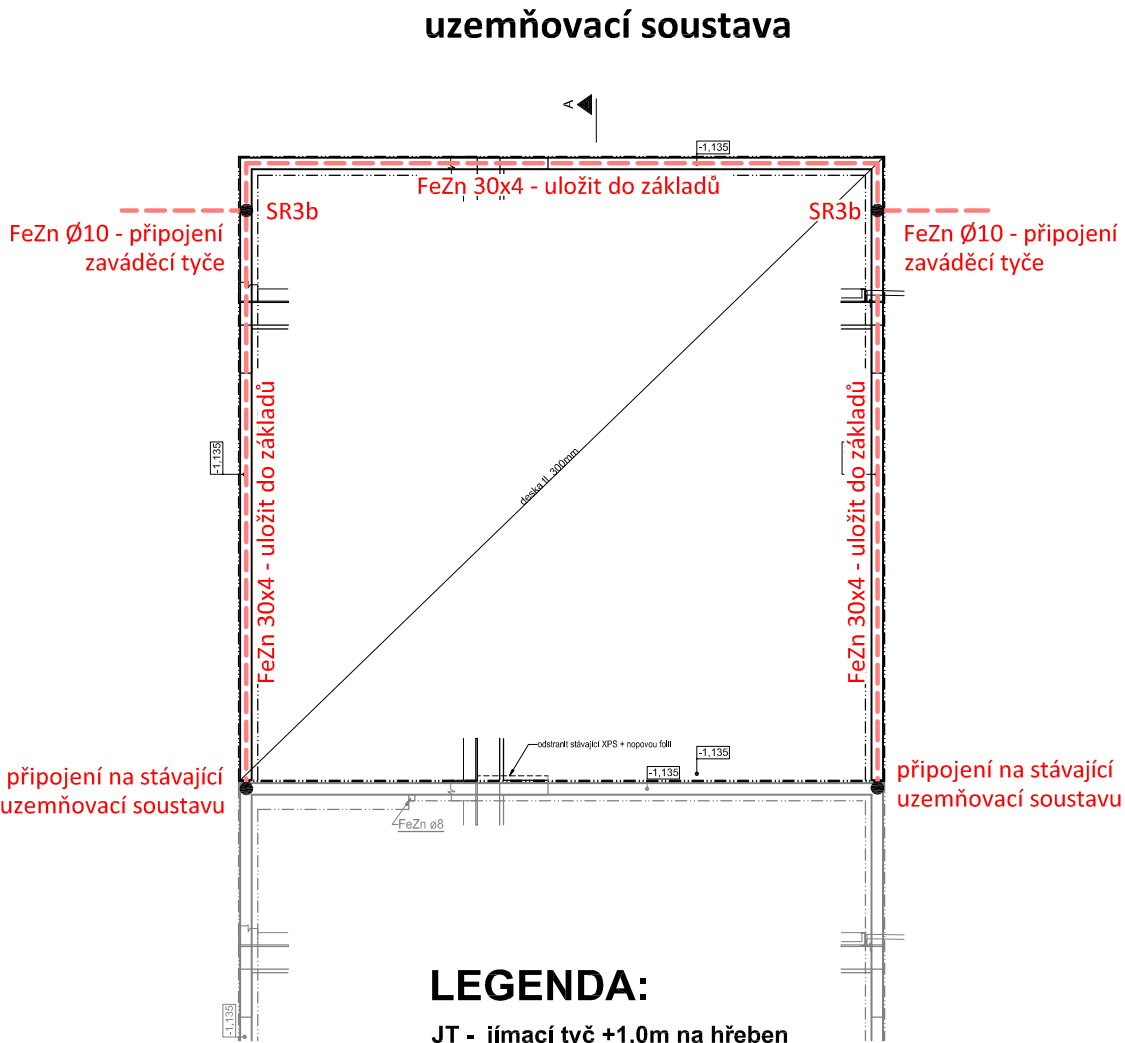 uzemňovací soustava
A
-1,135
FeZn 30x4 - uložit do základů
SR3b
SR3b
FeZn Ø10 - připojení
zaváděcí tyče
FeZn Ø10 - připojení
zaváděcí tyče
FeZn 30x4 - uložit do základů
FeZn 30x4 - uložit do základů
-1,135
deska tl. 300mm
odstranit stávající XPS + nopovou folii
-1,135
-1,135
připojení na stávající
uzemňovací soustavu
připojení na stávající
uzemňovací soustavu
FeZn ø8
LEGENDA:
-1,135
JT - jímací tyč +1,0m na hřeben